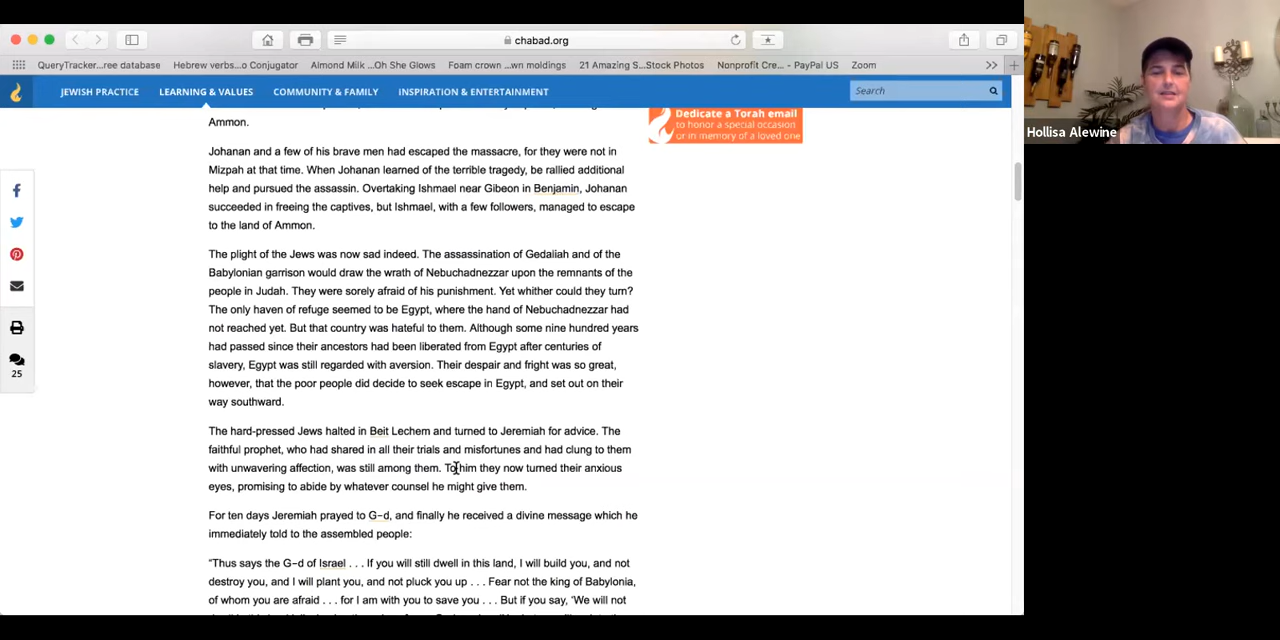 chabad.org
QueryTracker...ree database Hebrew verbs...o Conjugator Almond Milk ...Oh She Glows Foam crown ...wn moldings 21 Amazing S...Stock Photos Nonprofit Cre... - PayPal US Zoom
JEWISH PRACTICE LEARNING & VALUES COMMUNITY & FAMILY INSPIRATION & ENTERTAINMENT Search
Dedicate a Torah email
to honor a special occasion
or in memory of a loved one
Hollisa Alewine
25
Ammon.
Johanan and a few of his brave men had escaped the massacre, for they were not in
Mizpah at that time. When Johanan learned of the terrible tragedy, be rallied additional
help and pursued the assassin. Overtaking Ishmael near Gibeon in Benjamin, Johanan
succeeded in freeing the captives, but Ishmael, with a few followers, managed to escape
to the land of Ammon.
The plight of the Jews was now sad indeed. The assassination of Gedaliah and of the
Babylonian garrison would draw the wrath of Nebuchadnezzar upon the remnants of the
people in Judah. They were sorely afraid of his punishment. Yet whither could they turn?
The only haven of refuge seemed to be Egypt, where the hand of Nebuchadnezzar had
not reached yet. But that country was hateful to them. Although some nine hundred years
had passed since their ancestors had been liberated from Egypt after centuries of
slavery, Egypt was still regarded with aversion. Their despair and fright was so great,
however, that the poor people did decide to seek escape in Egypt, and set out on their
way southward.
The hard-pressed Jews halted in Beit Lechem and turned to Jeremiah for advice. The
faithful prophet, who had shared in all their trials and misfortunes and had clung to them
with unwavering affection, was still among them. To him they now turned their anxious
eyes, promising to abide by whatever counsel he might give them.
For ten days Jeremiah prayed to G–d, and finally he received a divine message which he
immediately told to the assembled people:
"Thus says the G–d of Israel . . . If you will still dwell in this land, I will build you, and not
destroy you, and I will plant you, and not pluck you up . . . Fear not the king of Babylonia,
of whom you are afraid . . . for I am with you to save you . . . But if you say, 'We will not